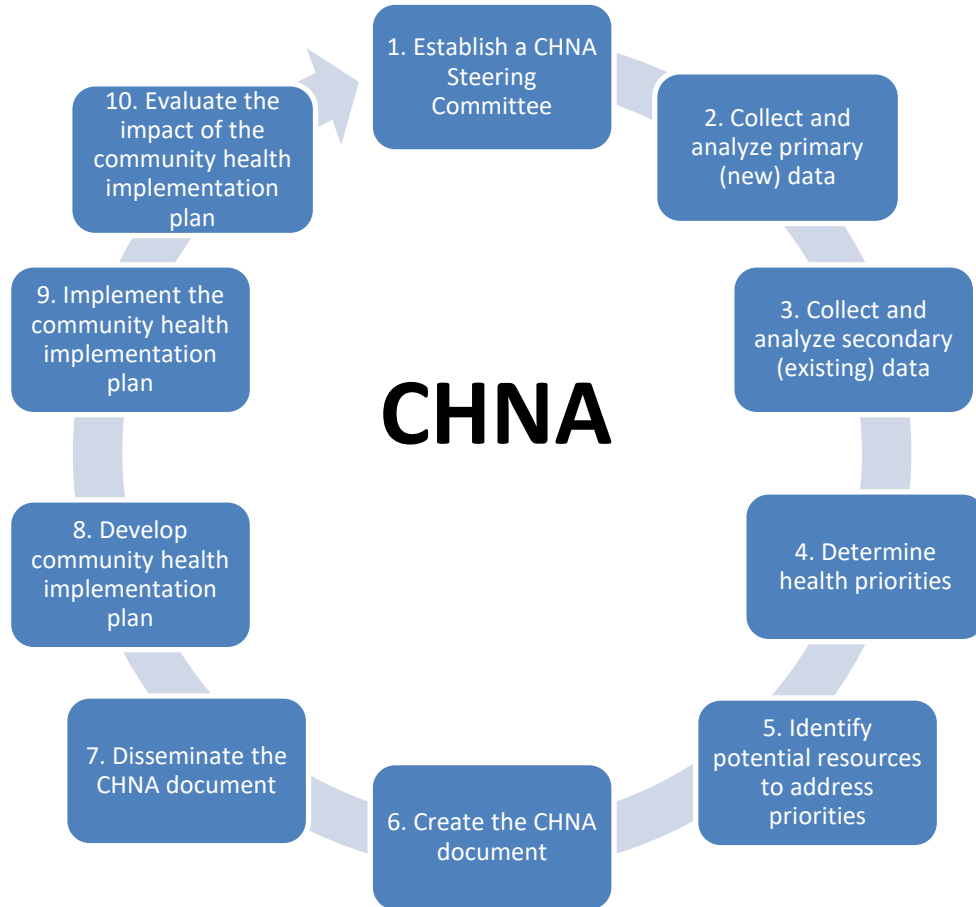 1. Establish a CHNA
Steering
Committee
2. Collect and
analyze primary
(new) data
3. Collect and
analyze secondary
(existing) data
4. Determine
health priorities
5. Identify
potential resources
to address
priorities
6. Create the CHNA
document
7. Disseminate the
CHNA document
8. Develop
community health
implementation
plan
9. Implement the
community health
implementation
plan
10. Evaluate the
impact of the
community health
implementation
plan
CHNA